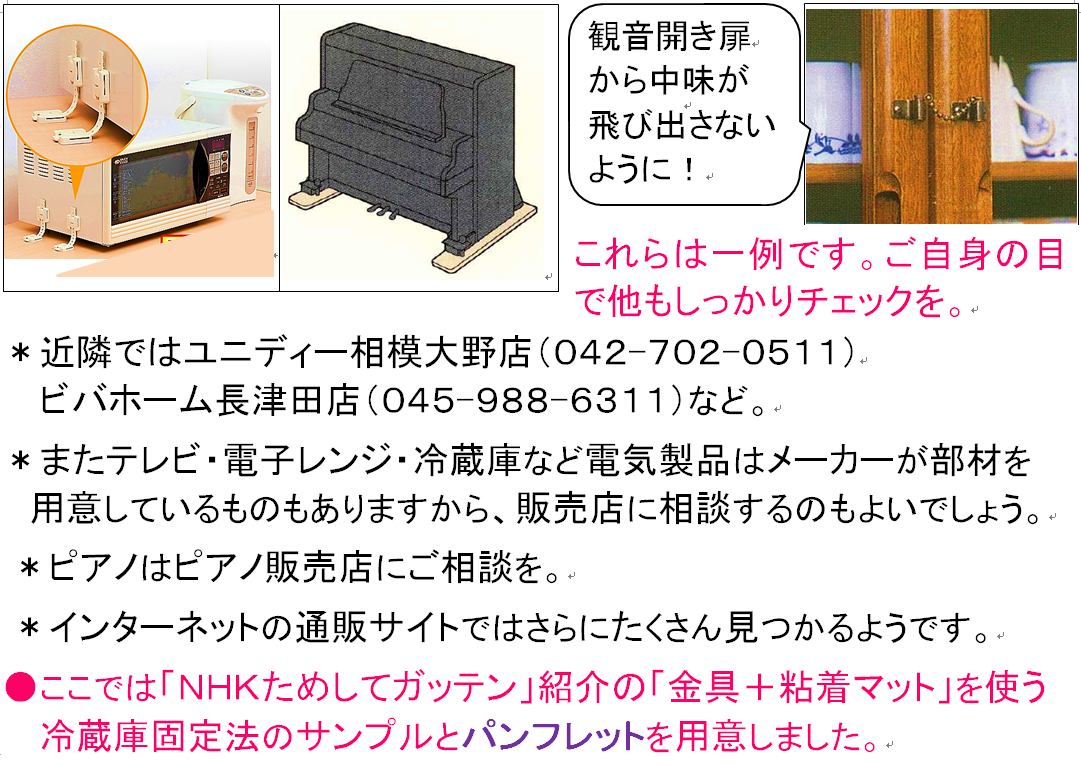 観音開き扉
から中味が
飛び出さない
ように！
これらは一例です。ご自身の目
で他もしっかりチェックを。
＊近隣ではユニディー相模大野店（０４２−７０２−０５１１）
ビバホーム長津田店（０４５−９８８−６３１１）など。
＊またテレビ・電子レンジ・冷蔵庫など電気製品はメーカーが部材を
用意しているものもありますから、販売店に相談するのもよいでしょう。
＊ピアノはピアノ販売店にご相談を。
＊インターネットの通販サイトではさらにたくさん見つかるようです。
●ここでは「ＮＨＫためしてガッテン」紹介の「金具＋粘着マット」を使う
冷蔵庫固定法のサンプルとパンフレットを用意しました。